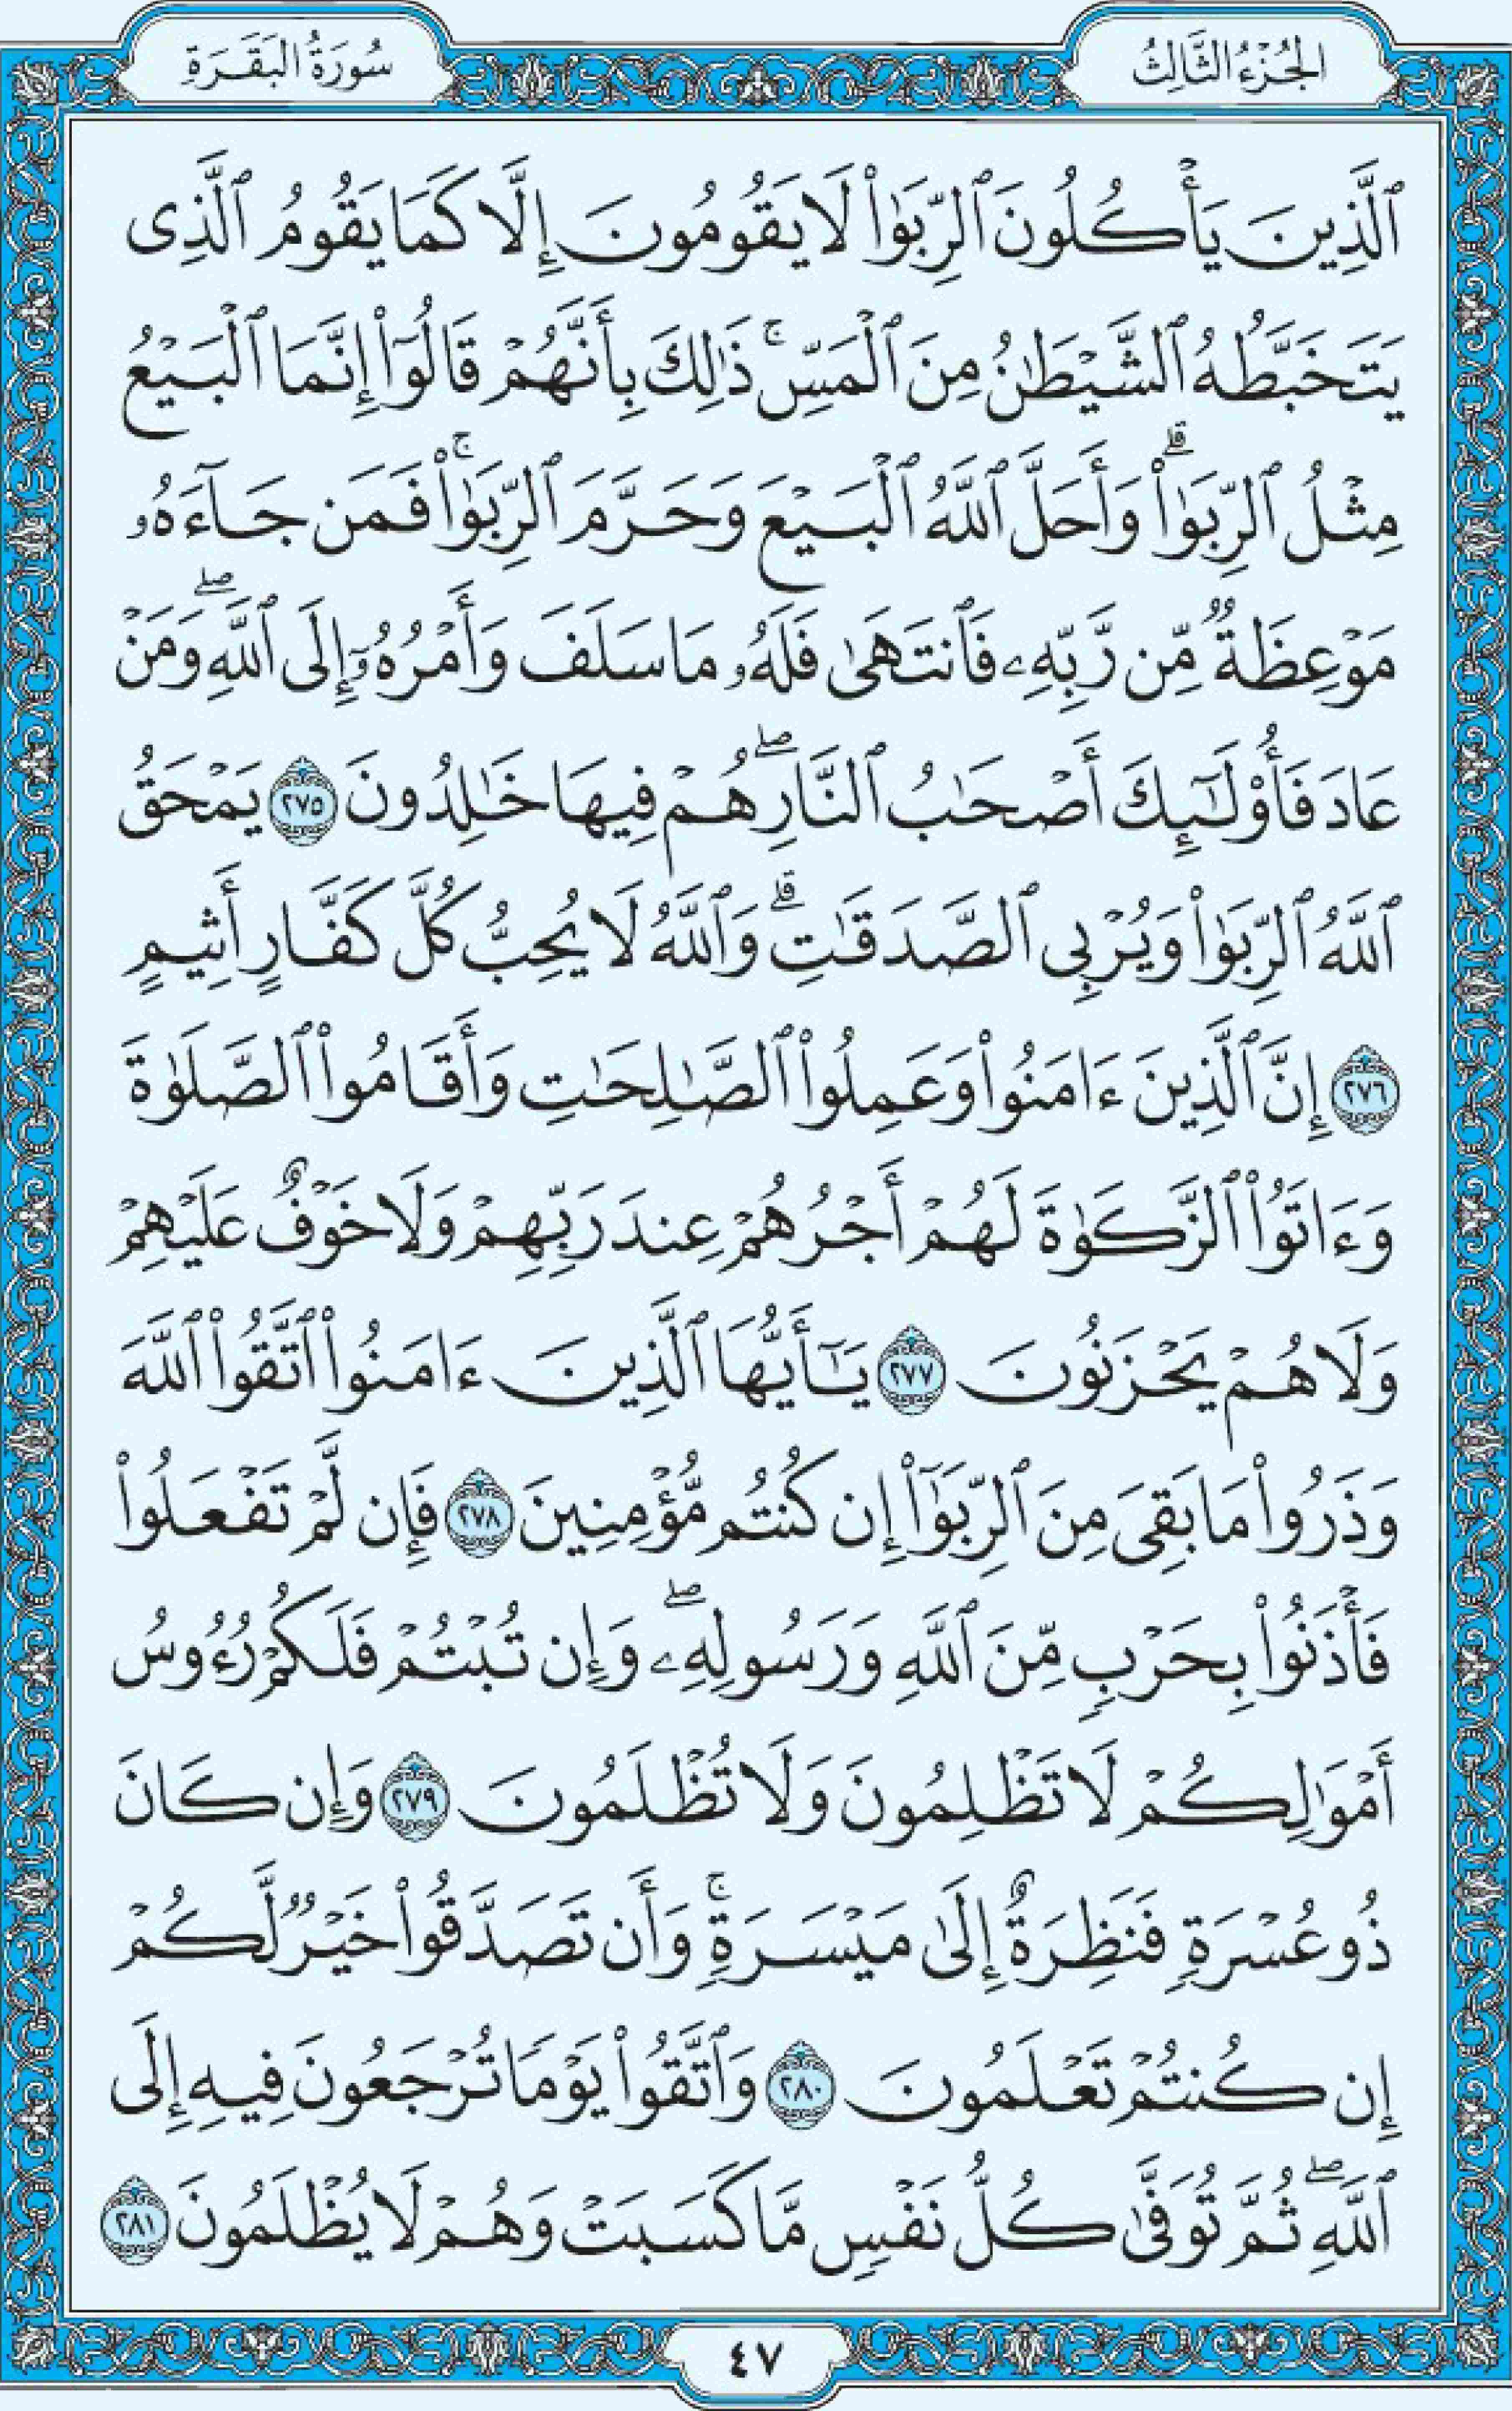 الجُزْءُ الثَّالِثُ
سُورَةُ البَقَرَةِ
ٱلَّذِينَ يَأۡكُلُونَ ٱلرِّبَوٰاْ لَا يَقُومُونَ إِلَّا كَمَا يَقُومُ ٱلَّذِى
يَتَخَبَّطُهُ ٱلشَّيۡطَٰنُ مِنَ ٱلۡمَسِّۚ ذَٰلِكَ بِأَنَّهُمۡ قَالُوٓاْ إِنَّمَا ٱلۡبَيۡعُ
مِثۡلُ ٱلرِّبَوٰاْۗ وَأَحَلَّ ٱللَّهُ ٱلۡبَيۡعَ وَحَرَّمَ ٱلرِّبَوٰاْۚ فَمَن جَآءَهُۥ
مَوۡعِظَةٞ مِّن رَّبِّهِۦ فَٱنتَهَىٰ فَلَهُۥ مَا سَلَفَ وَأَمۡرُهُۥٓ إِلَى ٱللَّهِۖ وَمَنۡ
عَادَ فَأُوْلَٰٓئِكَ أَصۡحَٰبُ ٱلنَّارِۖ هُمۡ فِيهَا خَٰلِدُونَ ٢٧٥ يَمۡحَقُ
ٱللَّهُ ٱلرِّبَوٰاْ وَيُرۡبِى ٱلصَّدَقَٰتِۗ وَٱللَّهُ لَا يُحِبُّ كُلَّ كَفَّارٍ أَثِيمٍ
٢٧٦ إِنَّ ٱلَّذِينَ ءَامَنُواْ وَعَمِلُواْ ٱلصَّٰلِحَٰتِ وَأَقَامُواْ ٱلصَّلَوٰةَ
وَءَاتَوُاْ ٱلزَّكَوٰةَ لَهُمۡ أَجۡرُهُمۡ عِندَ رَبِّهِمۡ وَلَا خَوۡفٌ عَلَيۡهِمۡ
وَلَا هُمۡ يَحۡزَنُونَ ٢٧٧ يَٰٓأَيُّهَا ٱلَّذِينَ ءَامَنُواْ ٱتَّقُواْ ٱللَّهَ
وَذَرُواْ مَا بَقِىَ مِنَ ٱلرِّبَوٰٓاْ إِن كُنتُم مُّؤۡمِنِينَ ٢٧٨ فَإِن لَّمۡ تَفۡعَلُواْ
فَأۡذَنُواْ بِحَرۡبٖ مِّنَ ٱللَّهِ وَرَسُولِهِۦۖ وَإِن تُبۡتُمۡ فَلَكُمۡ رُءُوسُ
أَمۡوَٰلِكُمۡ لَا تَظۡلِمُونَ وَلَا تُظۡلَمُونَ ٢٧٩ وَإِن كَانَ
ذُو عُسۡرَةٖ فَنَظِرَةٌ إِلَىٰ مَيۡسَرَةٖۚ وَأَن تَصَدَّقُواْ خَيۡرٞ لَّكُمۡ
إِن كُنتُمۡ تَعۡلَمُونَ ٢٨٠ وَٱتَّقُواْ يَوۡمٗا تُرۡجَعُونَ فِيهِ إِلَى
ٱللَّهِۖ ثُمَّ تُوَفَّىٰ كُلُّ نَفۡسٖ مَّا كَسَبَتۡ وَهُمۡ لَا يُظۡلَمُونَ ٢٨١
٤٧